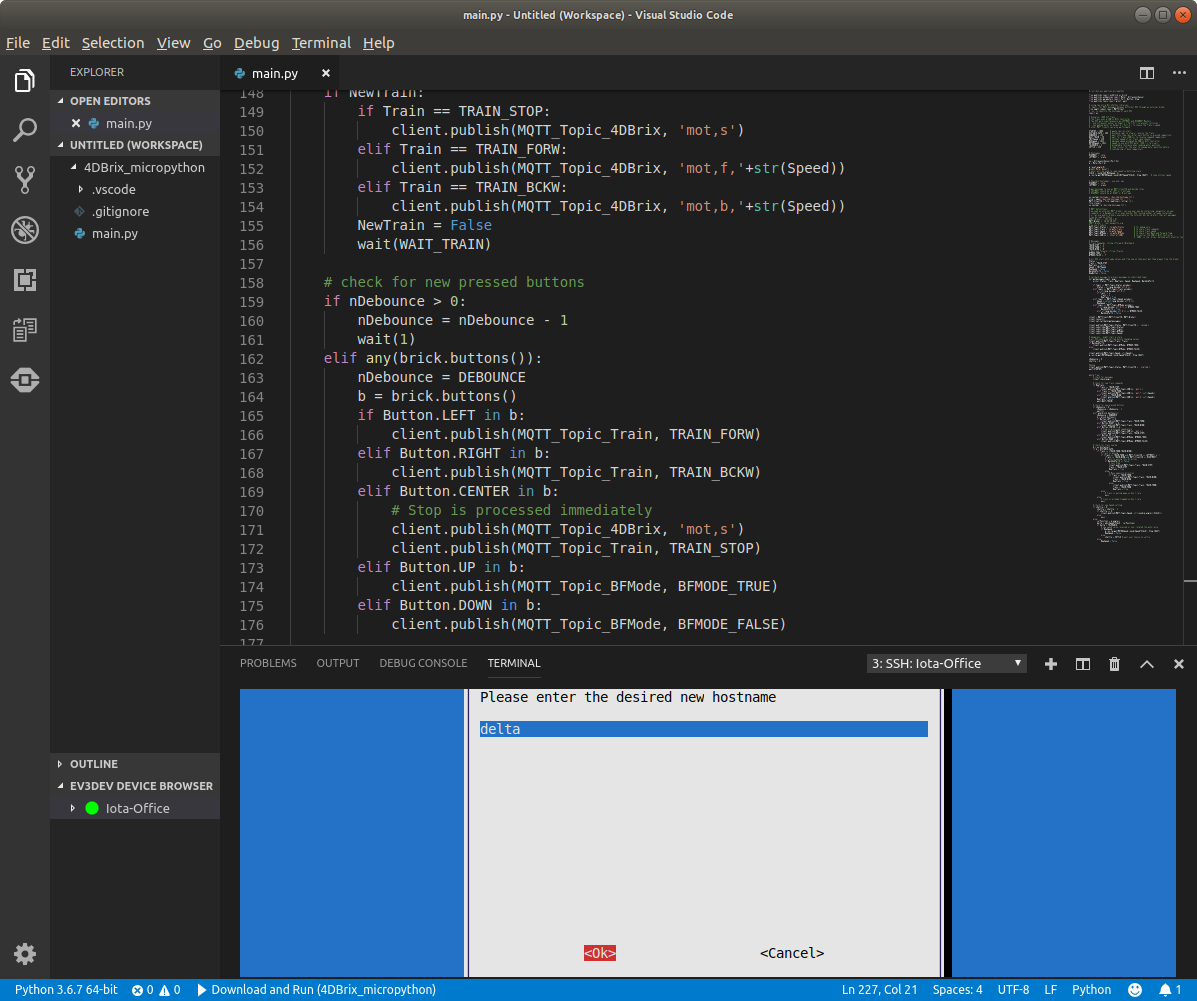 main.py - Untitled (Workspace) - Visual Studio Code
File Edit Selection View Go Debug Terminal Help
EXPLORER
OPEN EDITORS
main.py
UNTITLED (WORKSPACE)
4DBrix_micropython
.vscode
.gitignore
main.py
OUTLINE
EV3DEV DEVICE BROWSER
Iota-Office
main.py
148 if NewTrain:
149 if Train == TRAIN_STOP:
150 client.publish(MQTT_Topic_4DBrix, 'mot,s')
151 elif Train == TRAIN_FORW:
152 client.publish(MQTT_Topic_4DBrix, 'mot,f,'+str(Speed))
153 elif Train == TRAIN_BCKW:
154 client.publish(MQTT_Topic_4DBrix, 'mot,b,'+str(Speed))
155 NewTrain = False
156 wait(WAIT_TRAIN)
157
158 # check for new pressed buttons
159 if nDebounce > 0:
160 nDebounce = nDebounce - 1
161 wait(1)
162 elif any(brick.buttons()):
163 nDebounce = DEBOUNCE
164 b = brick.buttons()
165 if Button.LEFT in b:
166 client.publish(MQTT_Topic_Train, TRAIN_FORW)
167 elif Button.RIGHT in b:
168 client.publish(MQTT_Topic_Train, TRAIN_BCKW)
169 elif Button.CENTER in b:
170 # Stop is processed immediately
171 client.publish(MQTT_Topic_4DBrix, 'mot,s')
172 client.publish(MQTT_Topic_Train, TRAIN_STOP)
173 elif Button.UP in b:
174 client.publish(MQTT_Topic_BFMode, BFMODE_TRUE)
175 elif Button.DOWN in b:
176 client.publish(MQTT_Topic_BFMode, BFMODE_FALSE)
177
PROBLEMS OUTPUT DEBUG CONSOLE TERMINAL 3: SSH: Iota-Office
Please enter the desired new hostname
delta
<Ok> <Cancel>
Python 3.6.7 64-bit 0 0 Download and Run (4DBrix_micropython) Ln 227, Col 21 Spaces: 4 UTF-8 LF Python 1